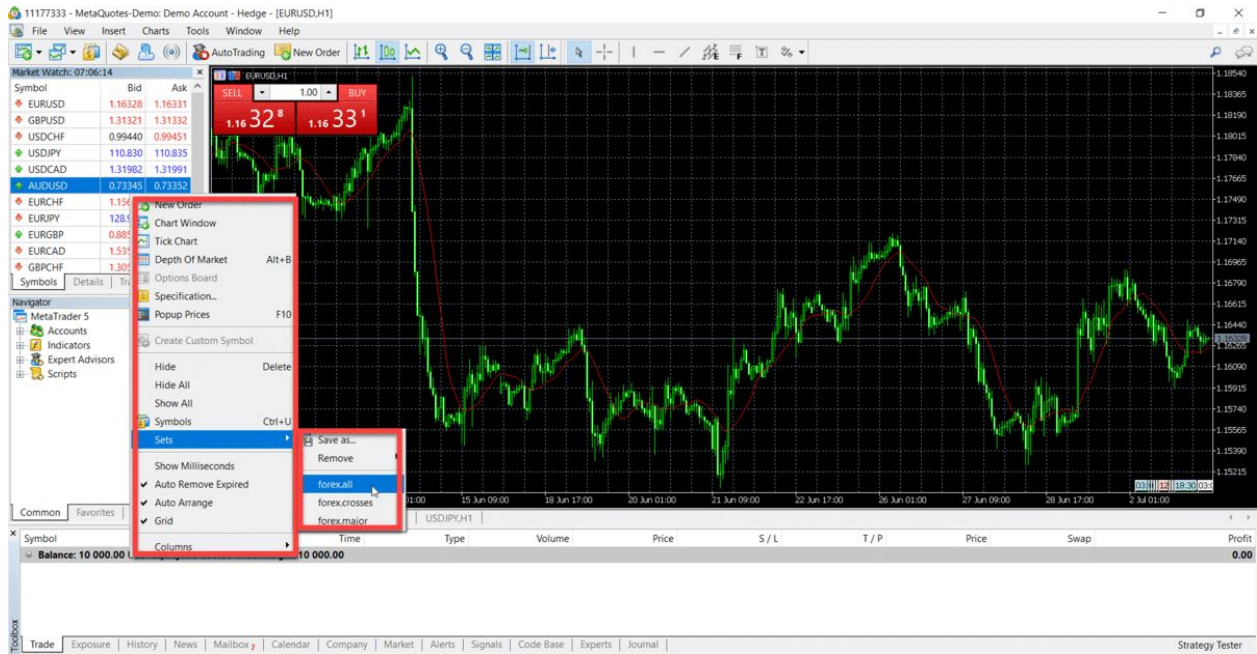 11177333 - MetaQuotes-Demo: Demo Account - Hedge - [EURUSD,H1]
File View Insert Charts Tools Window Help
AutoTrading New Order
Market Watch: 07:06:14
Symbol Bid Ask
EURUSD 1.16328 1.16331
GBPUSD 1.31321 1.31332
USDCHF 0.99440 0.99451
USDJPY 110.830 110.835
USDCAD 1.31982 1.31991
AUDUSD 0.73345 0.73352
EURCHF
EURJPY
EURGBP
EURCAD
GBPCHF
Symbols Details
New Order
Chart Window
Tick Chart
Depth Of Market Alt+B
Options Board
Specification...
Popup Prices F10
Create Custom Symbol
Hide Delete
Hide All
Show All
Symbols Ctrl+U
Sets
Show Milliseconds
Auto Remove Expired
Auto Arrange
Grid
Columns
Save as...
Remove
forex.all
forex.crosses
forex.major
Navigator
MetaTrader 5
Accounts
Indicators
Expert Advisors
Scripts
Common Favorites
EURUSD,H1
SELL 1.00 BUY
1.16 32 8 1.16 33 1
1.18540
1.18365
1.18190
1.18015
1.17840
1.17665
1.17490
1.17315
1.17140
1.16965
1.16790
1.16615
1.16440
1.16328
1.16265
1.16090
1.15915
1.15740
1.15565
1.15390
1.15215
12 18:30
01:00 15 Jun 09:00 18 Jun 17:00 20 Jun 01:00 21 Jun 09:00 22 Jun 17:00 26 Jun 01:00 27 Jun 09:00 28 Jun 17:00 2 Jul 01:00
USDJPY,H1
Symbol Time Type Volume Price S / L T / P Price Swap Profit
Balance: 10 000.00 10 000.00 0.00
Toolbox
Trade Exposure History News Mailbox 7 Calendar Company Market Alerts Signals Code Base Experts Journal
Strategy Tester